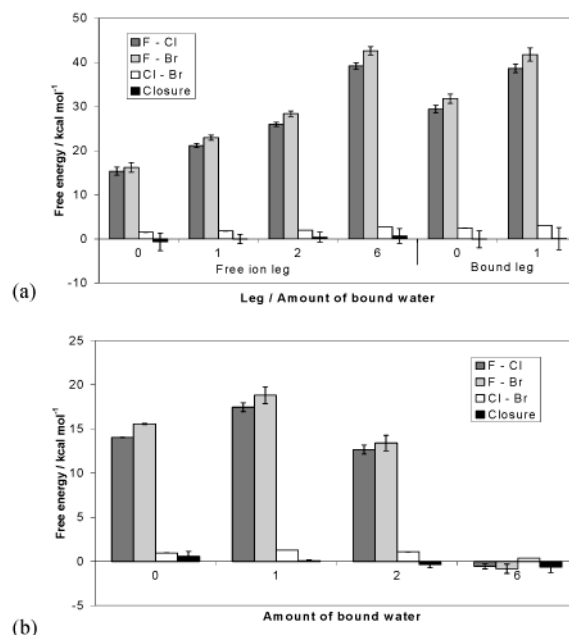 50
40
30
20
10
0
-10
Free energy / kcal mol⁻¹
F - Cl
F - Br
Cl - Br
Closure
0 1 2 6 0 1
Free ion leg Bound leg
Leg / Amount of bound water
(a)
25
20
15
10
5
0
-5
Free energy / kcal mol⁻¹
F - Cl
F - Br
Cl - Br
Closure
0 1 2 6
Amount of bound water
(b)